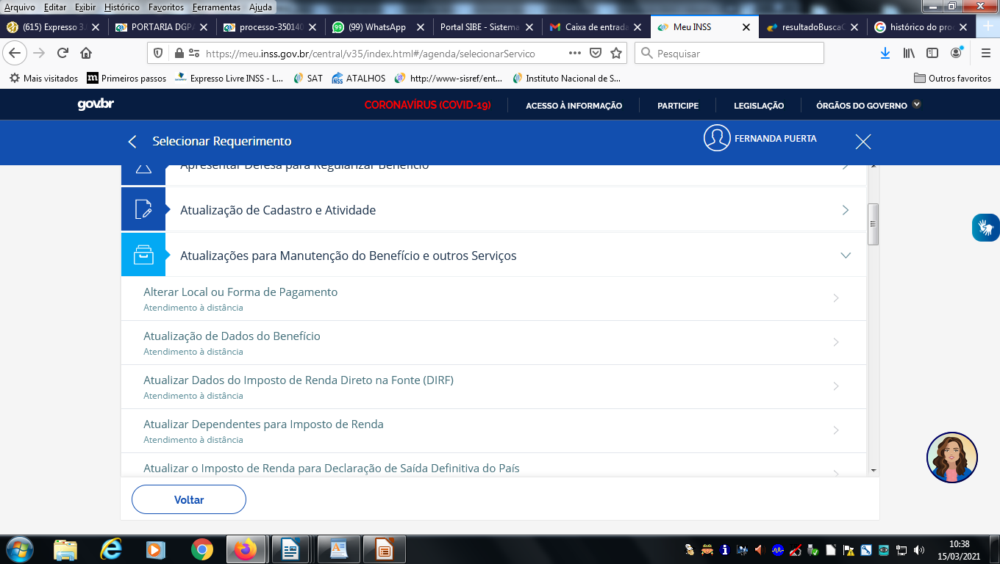 Arquivo Editar Exibir Histórico Favoritos Ferramentas Ajuda
(615) Expresso 3. PORTARIA DGPA processo-350140 (99) WhatsApp Portal SIBE - Sistema Caixa de entrada Meu INSS resultadoBusca histórico do pro
https://meu.inss.gov.br/central/v35/index.html#/agenda/selecionarServico Pesquisar
Mais visitados Primeiros passos Expresso Livre INSS - L... SAT ATALHOS http://www-sisref/ent... Instituto Nacional de S... Outros favoritos
gov.br CORONAVÍRUS (COVID-19) ACESSO À INFORMAÇÃO PARTICIPE LEGISLAÇÃO ÓRGÃOS DO GOVERNO
Selecionar Requerimento FERNANDA PUERTA
Apresentar Defesa para Regularizar Benefício
Atualização de Cadastro e Atividade
Atualizações para Manutenção do Benefício e outros Serviços
Alterar Local ou Forma de Pagamento
Atendimento à distância
Atualização de Dados do Benefício
Atendimento à distância
Atualizar Dados do Imposto de Renda Direto na Fonte (DIRF)
Atendimento à distância
Atualizar Dependentes para Imposto de Renda
Atendimento à distância
Atualizar o Imposto de Renda para Declaração de Saída Definitiva do País
Voltar
10:38
15/03/2021